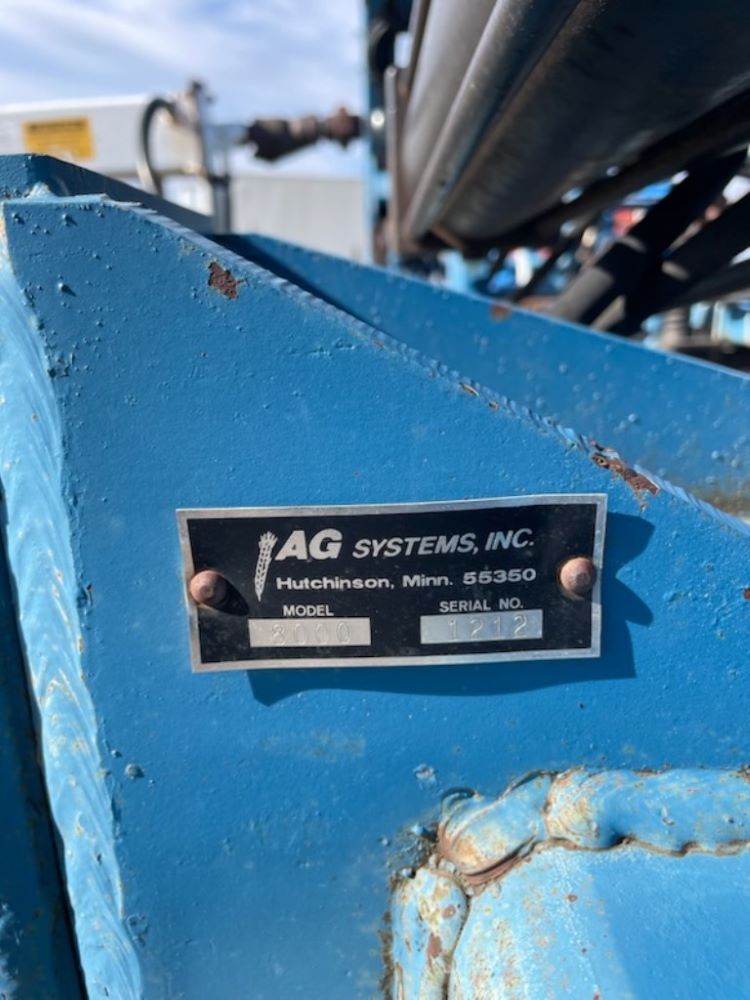 AG SYSTEMS, INC.
Hutchinson, Minn. 55350
MODEL SERIAL NO.
8000 1212